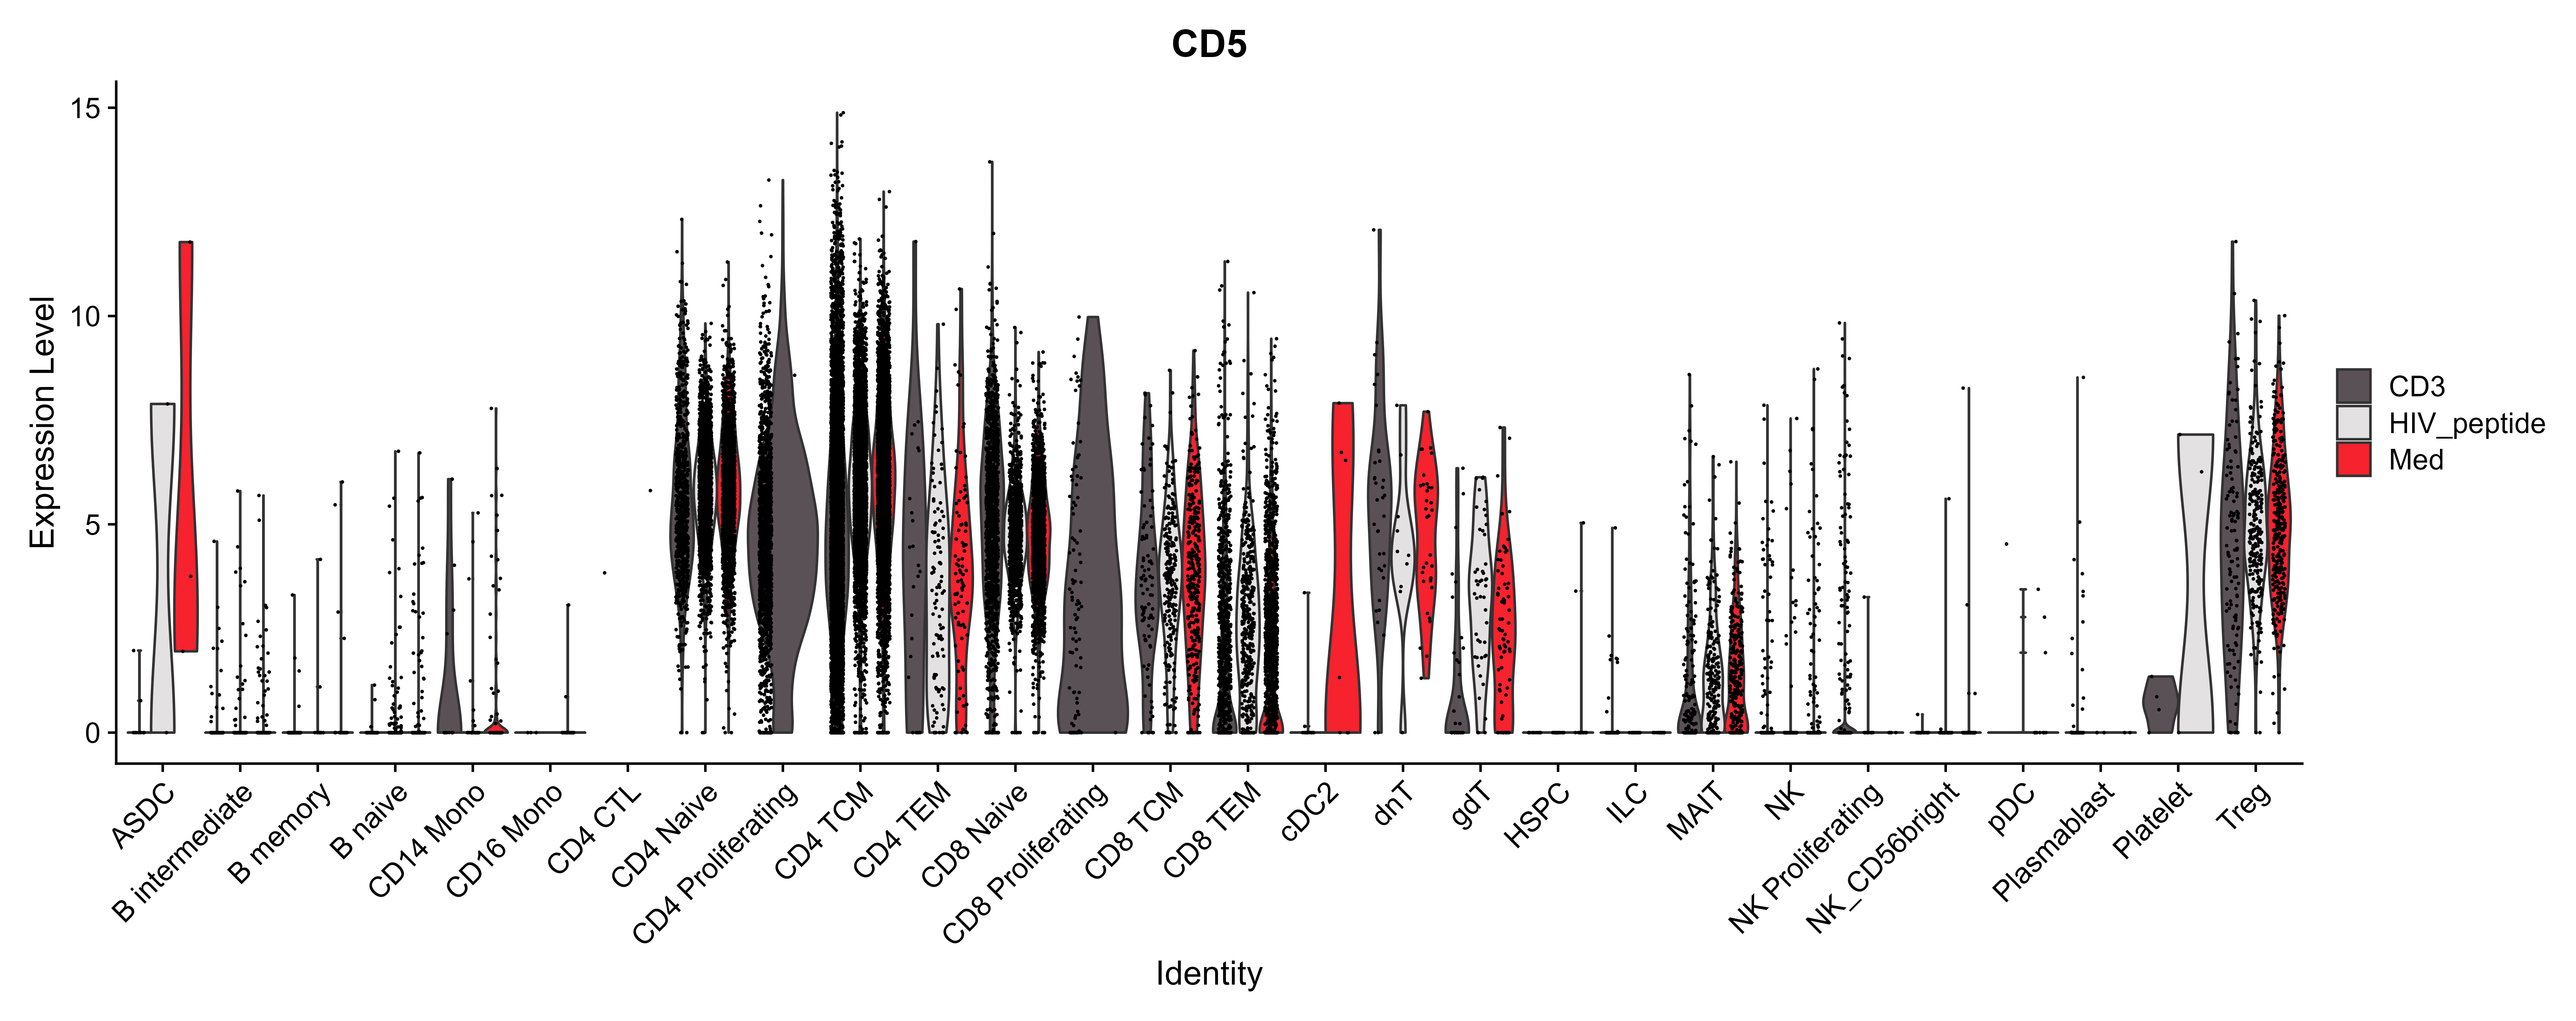 CD5
Expression Level
15
10
5
0
ASDC
B intermediate
B memory
B naive
CD14 Mono
CD16 Mono
CD4 CTL
CD4 Naive
CD4 Proliferating
CD4 TCM
CD4 TEM
CD8 Naive
CD8 Proliferating
CD8 TCM
CD8 TEM
cDC2
dnT
gdT
HSPC
ILC
MAIT
NK
NK Proliferating
NK_CD56bright
pDC
Plasmablast
Platelet
Treg
Identity
CD3
HIV_peptide
Med